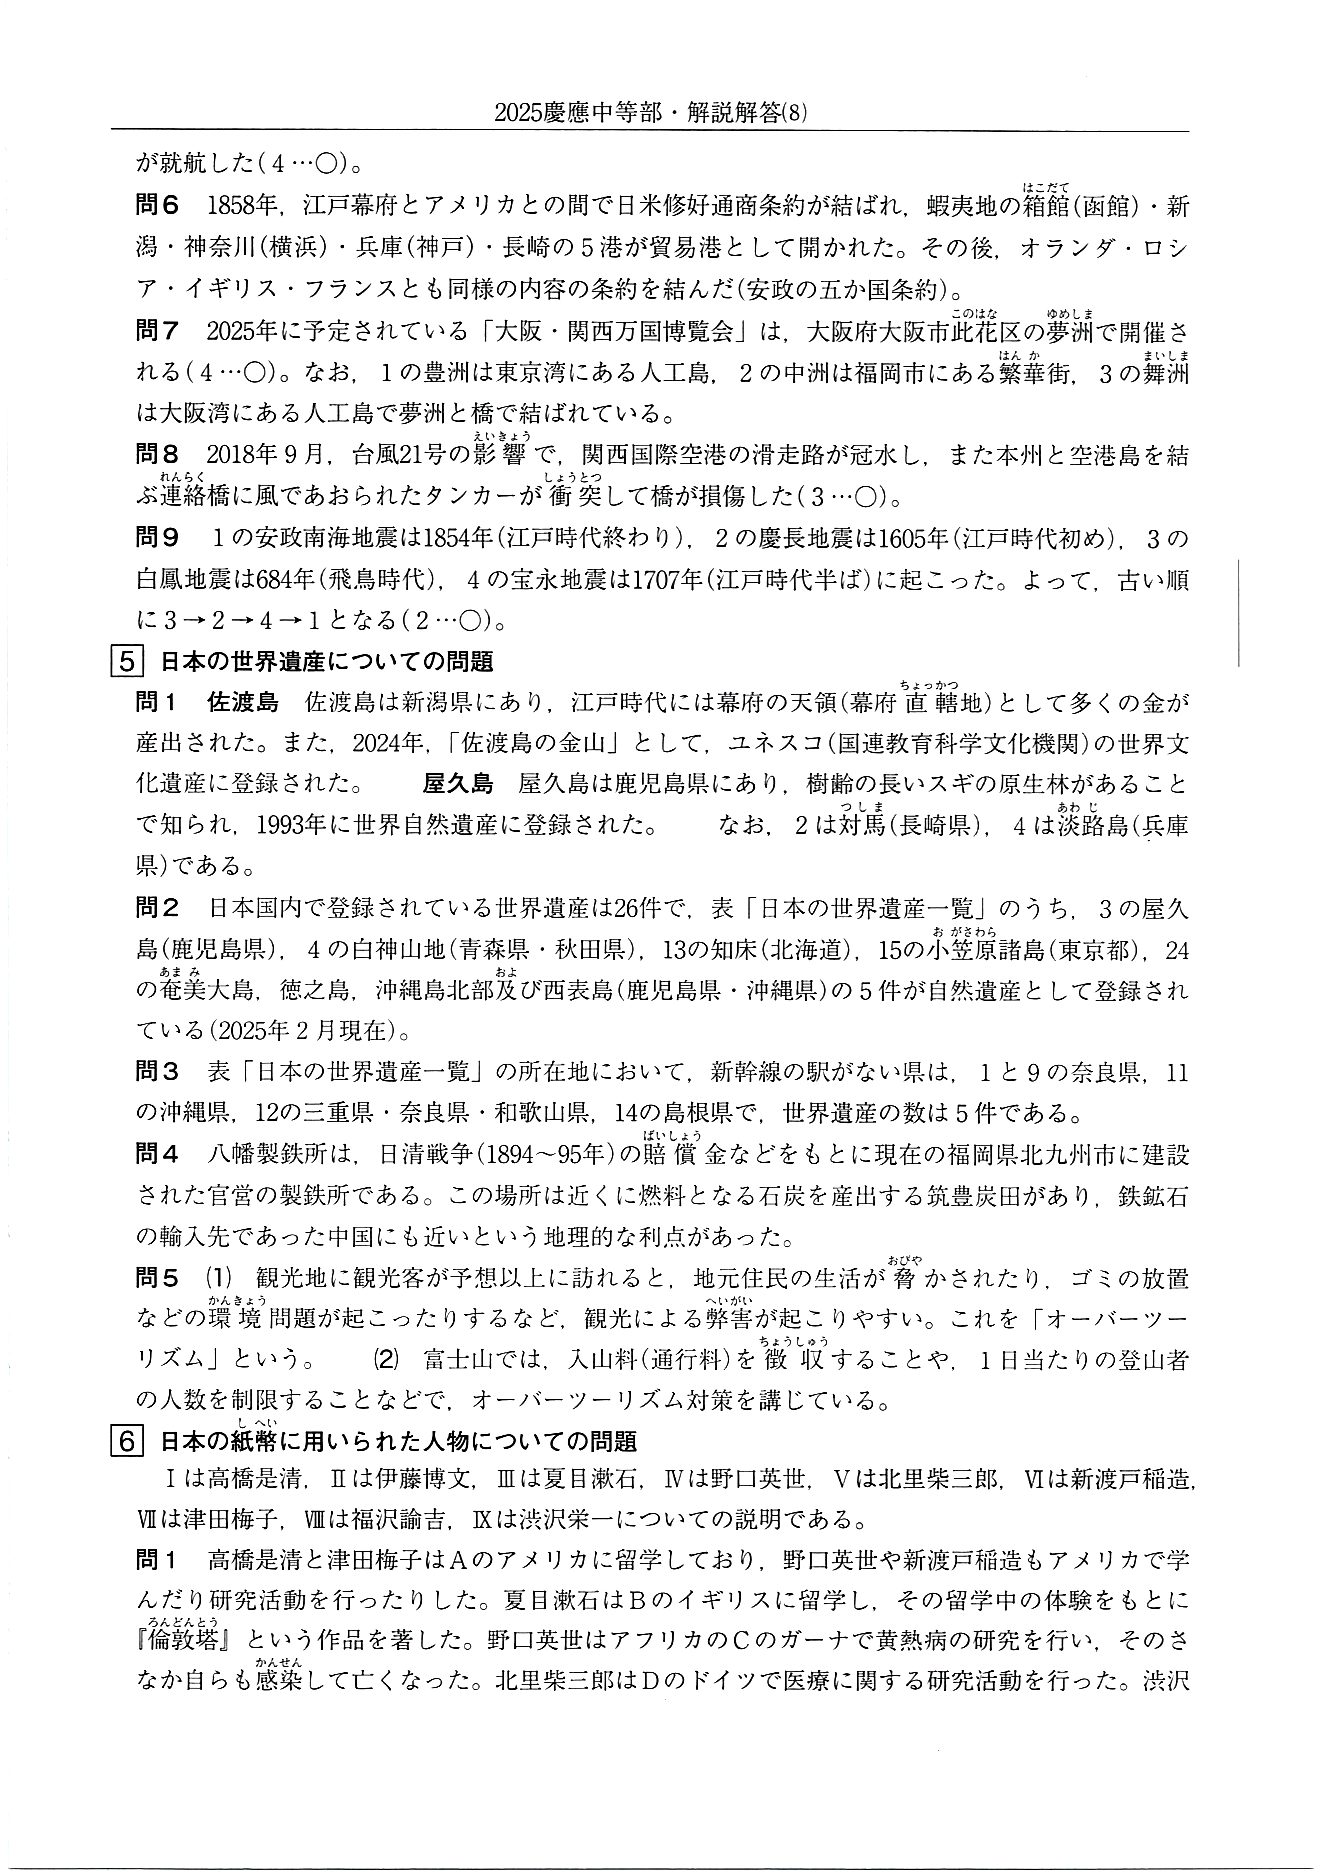 2025慶應中等部・解説解答(8)
が就航した(4…○)。
問6 1858年，江戸幕府とアメリカとの間で日米修好通商条約が結ばれ，蝦夷地の箱館(函館)・新
潟・神奈川(横浜)・兵庫(神戸)・長崎の5港が貿易港として開かれた。その後，オランダ・ロシ
ア・イギリス・フランスとも同様の内容の条約を結んだ(安政の五か国条約)。
問7 2025年に予定されている「大阪・関西万国博覧会」は，大阪府大阪市此花区の夢洲で開催さ
れる(4…○)。なお，1の豊洲は東京湾にある人工島，2の中洲は福岡市にある繁華街，3の舞洲
は大阪湾にある人工島で夢洲と橋で結ばれている。
問8 2018年9月，台風21号の影響で，関西国際空港の滑走路が冠水し，また本州と空港島を結
ぶ連絡橋に風であおられたタンカーが衝突して橋が損傷した(3…○)。
問9 1の安政南海地震は1854年(江戸時代終わり)，2の慶長地震は1605年(江戸時代初め)，3の
白鳳地震は684年(飛鳥時代)，4の宝永地震は1707年(江戸時代半ば)に起こった。よって，古い順
に3→2→4→1となる(2…○)。
5 日本の世界遺産についての問題
問1 佐渡島 佐渡島は新潟県にあり，江戸時代には幕府の天領(幕府直轄地)として多くの金が
産出された。また，2024年，「佐渡島の金山」として，ユネスコ(国連教育科学文化機関)の世界文
化遺産に登録された。 屋久島 屋久島は鹿児島県にあり，樹齢の長いスギの原生林があること
で知られ，1993年に世界自然遺産に登録された。 なお，2は対馬(長崎県)，4は淡路島(兵庫
県)である。
問2 日本国内で登録されている世界遺産は26件で，表「日本の世界遺産一覧」のうち，3の屋久
島(鹿児島県)，4の白神山地(青森県・秋田県)，13の知床(北海道)，15の小笠原諸島(東京都)，24
の奄美大島，徳之島，沖縄島北部及び西表島(鹿児島県・沖縄県)の5件が自然遺産として登録され
ている(2025年2月現在)。
問3 表「日本の世界遺産一覧」の所在地において，新幹線の駅がない県は，1と9の奈良県，11
の沖縄県，12の三重県・奈良県・和歌山県，14の島根県で，世界遺産の数は5件である。
問4 八幡製鉄所は，日清戦争(1894～95年)の賠償金などをもとに現在の福岡県北九州市に建設
された官営の製鉄所である。この場所は近くに燃料となる石炭を産出する筑豊炭田があり，鉄鉱石
の輸入先であった中国にも近いという地理的な利点があった。
問5 (1) 観光地に観光客が予想以上に訪れると，地元住民の生活が脅かされたり，ゴミの放置
などの環境問題が起こったりするなど，観光による弊害が起こりやすい。これを「オーバーツー
リズム」という。 (2) 富士山では，入山料(通行料)を徴収することや，1日当たりの登山者
の人数を制限することなどで，オーバーツーリズム対策を講じている。
6 日本の紙幣に用いられた人物についての問題
Ⅰは高橋是清，Ⅱは伊藤博文，Ⅲは夏目漱石，Ⅳは野口英世，Ⅴは北里柴三郎，Ⅵは新渡戸稲造，
Ⅶは津田梅子，Ⅷは福沢諭吉，Ⅸは渋沢栄一についての説明である。
問1 高橋是清と津田梅子はAのアメリカに留学しており，野口英世や新渡戸稲造もアメリカで学
んだり研究活動を行ったりした。夏目漱石はBのイギリスに留学し，その留学中の体験をもとに
『倫敦塔』という作品を著した。野口英世はアフリカのCのガーナで黄熱病の研究を行い，そのさ
なか自らも感染して亡くなった。北里柴三郎はDのドイツで医療に関する研究活動を行った。渋沢